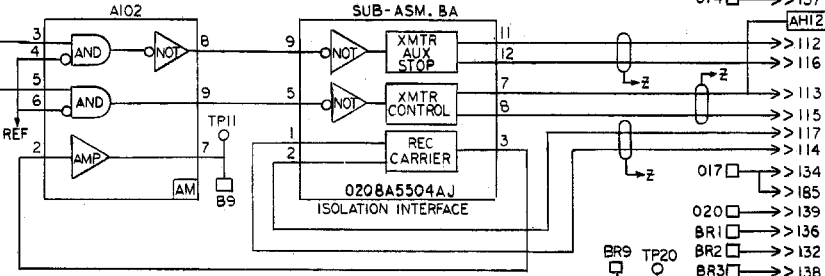 A102
SUB-ASM. BA
AH12
3
4
AND
NOT
8
9
NOT
XMTR
AUX
STOP
11
12
112
116
Z
Z
5
6
AND
9
5
NOT
XMTR
CONTROL
7
8
113
115
REF
TP11
2
AMP
7
1
2
REC
CARRIER
3
117
114
Z
AM
B9
0208A5504AJ
ISOLATION INTERFACE
017
134
185
020
139
BR1
136
BR9
TP20
BR2
132
BR3
138